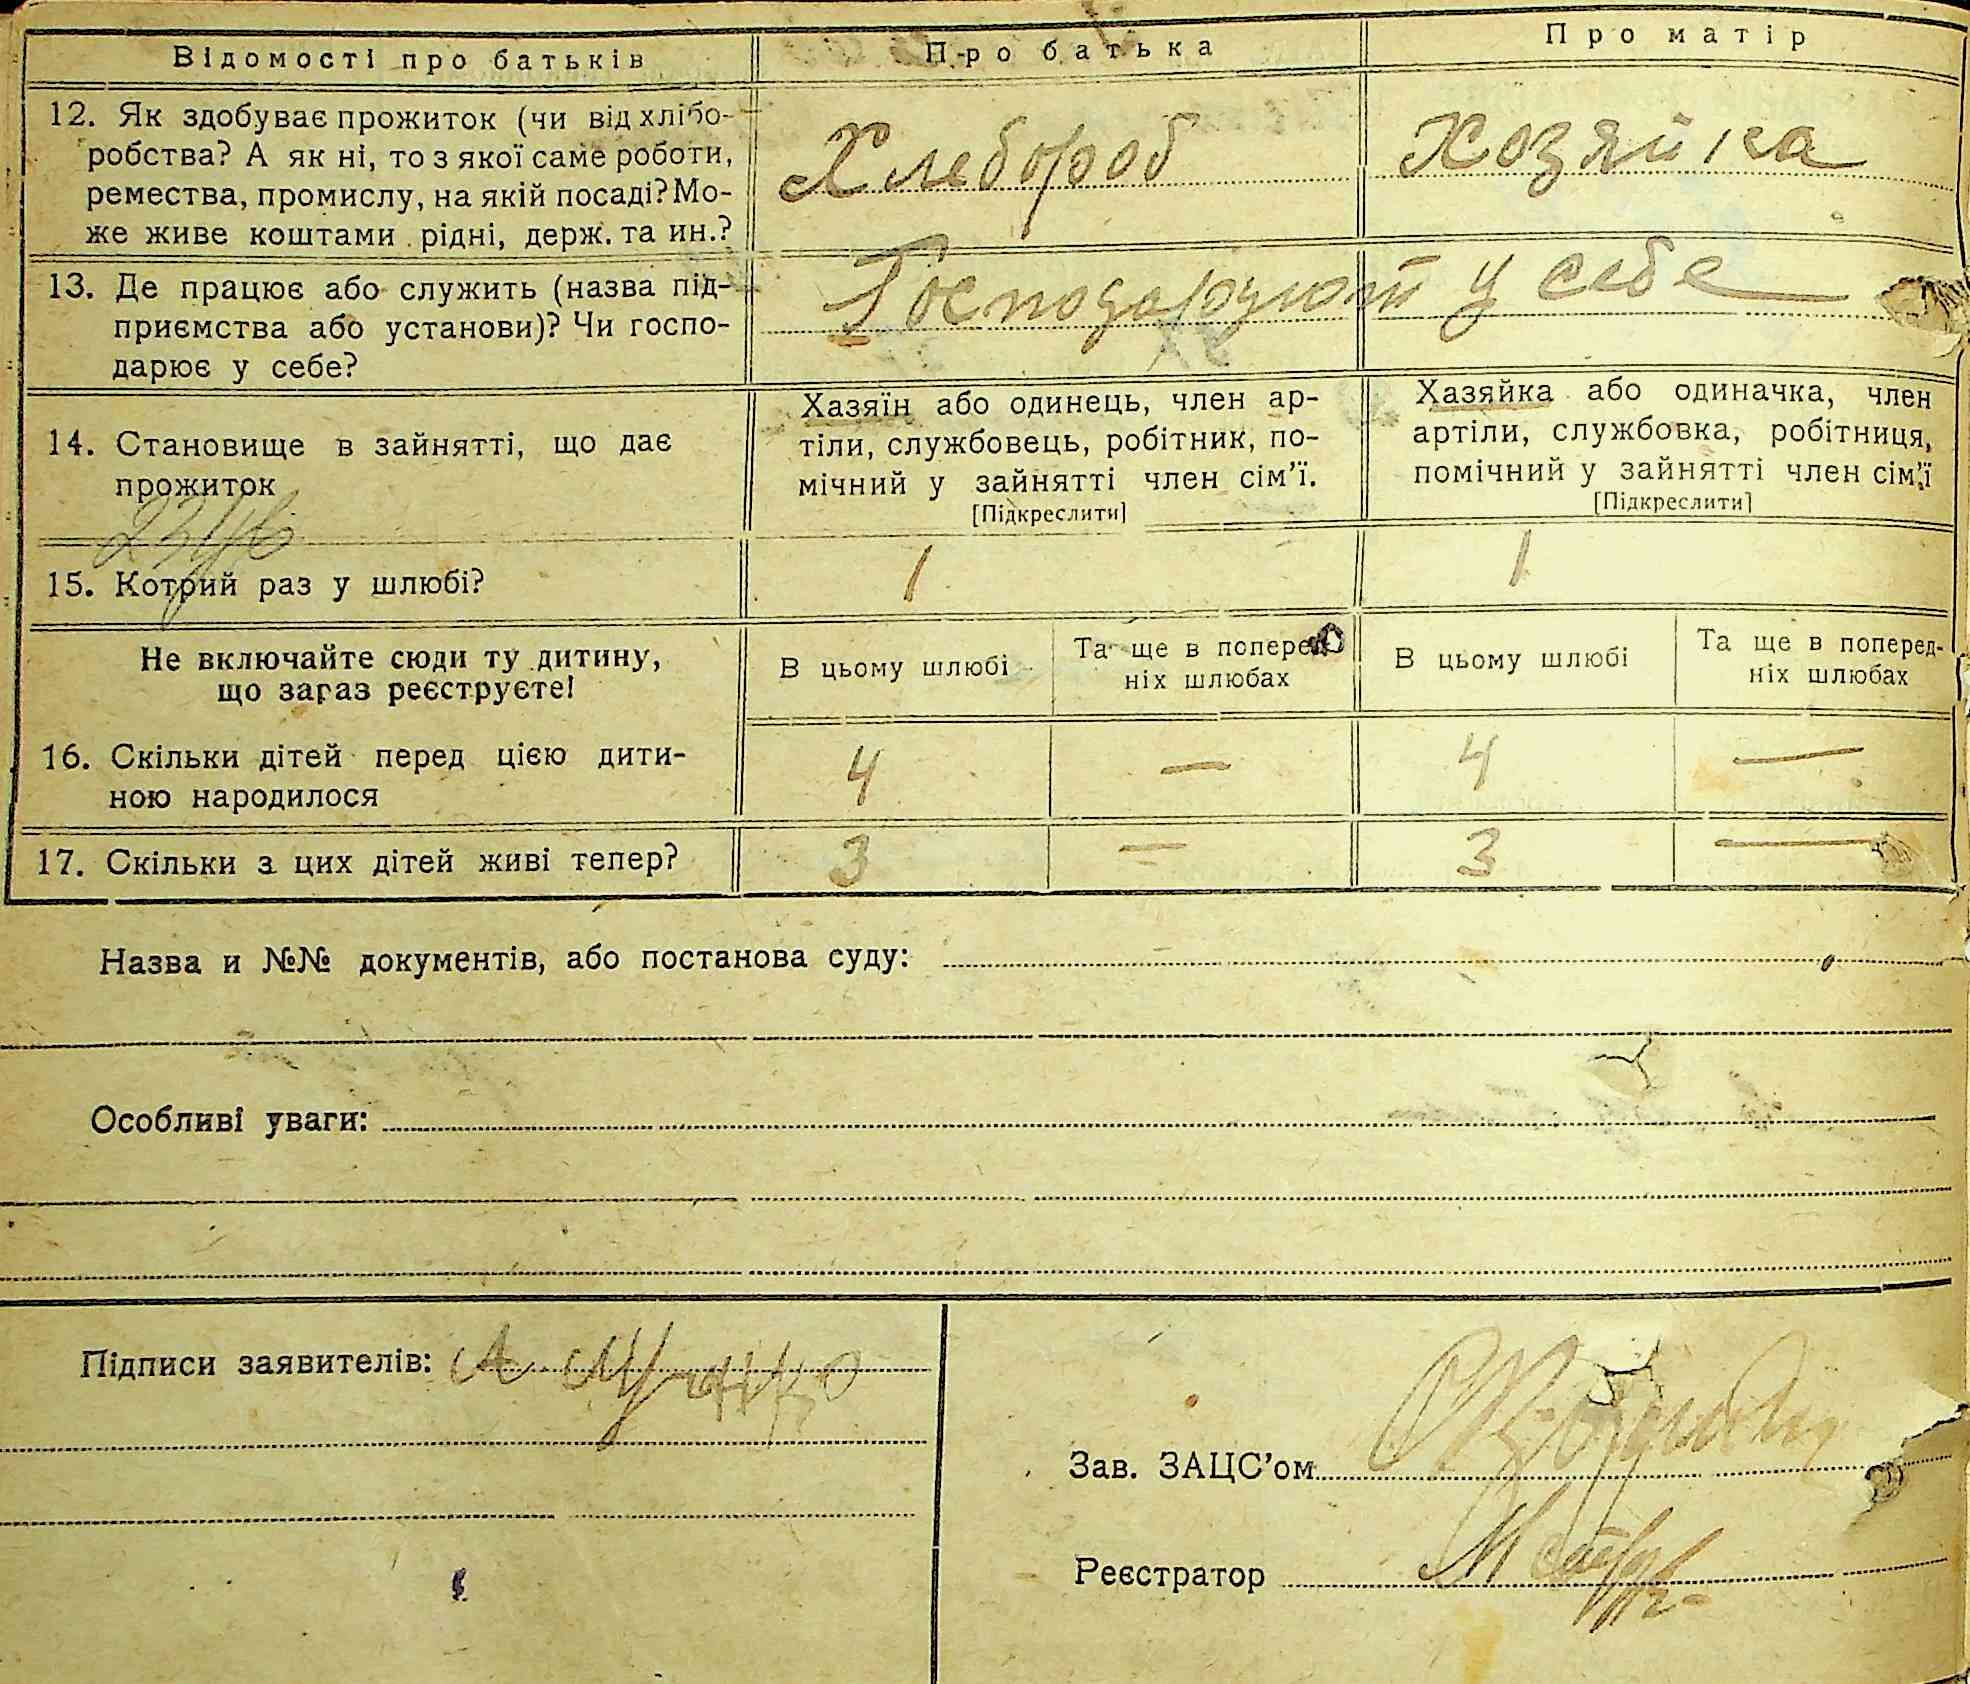 Відомості про батьків
Про батька
Про матір
12. Як здобуває прожиток (чи від хлібо-
робства? А як ні, то з якої саме роботи,
ремества, промислу, на якій посаді? Мо-
же живе коштами рідні, держ. та ин.?
Хлебороб
Хозяйка
13. Де працює або служить (назва під-
приємства або установи)? Чи госпо-
дарює у себе?
Господарюют у себе
14. Становище в зайнятті, що дає
прожиток
Хазяїн або одинець, член ар-
тіли, службовець, робітник, по-
мічний у зайнятті член сім'ї.
[Підкреслити]
Хазяйка або одиначка, член
артіли, службовка, робітниця,
помічний у зайнятті член сім'ї
[Підкреслити]
15. Котрий раз у шлюбі?
1
1
Не включайте сюди ту дитину,
що зараз реєструєте!
В цьому шлюбі
Та ще в поперед-
ніх шлюбах
В цьому шлюбі
Та ще в поперед-
ніх шлюбах
16. Скільки дітей перед цією дити-
ною народилося
4 — 4 —
17. Скільки з цих дітей живі тепер?
3 — 3 —
Назва и №№ документів, або постанова суду:
Особливі уваги:
Підписи заявителів:
Зав. ЗАЦС'ом
Реєстратор